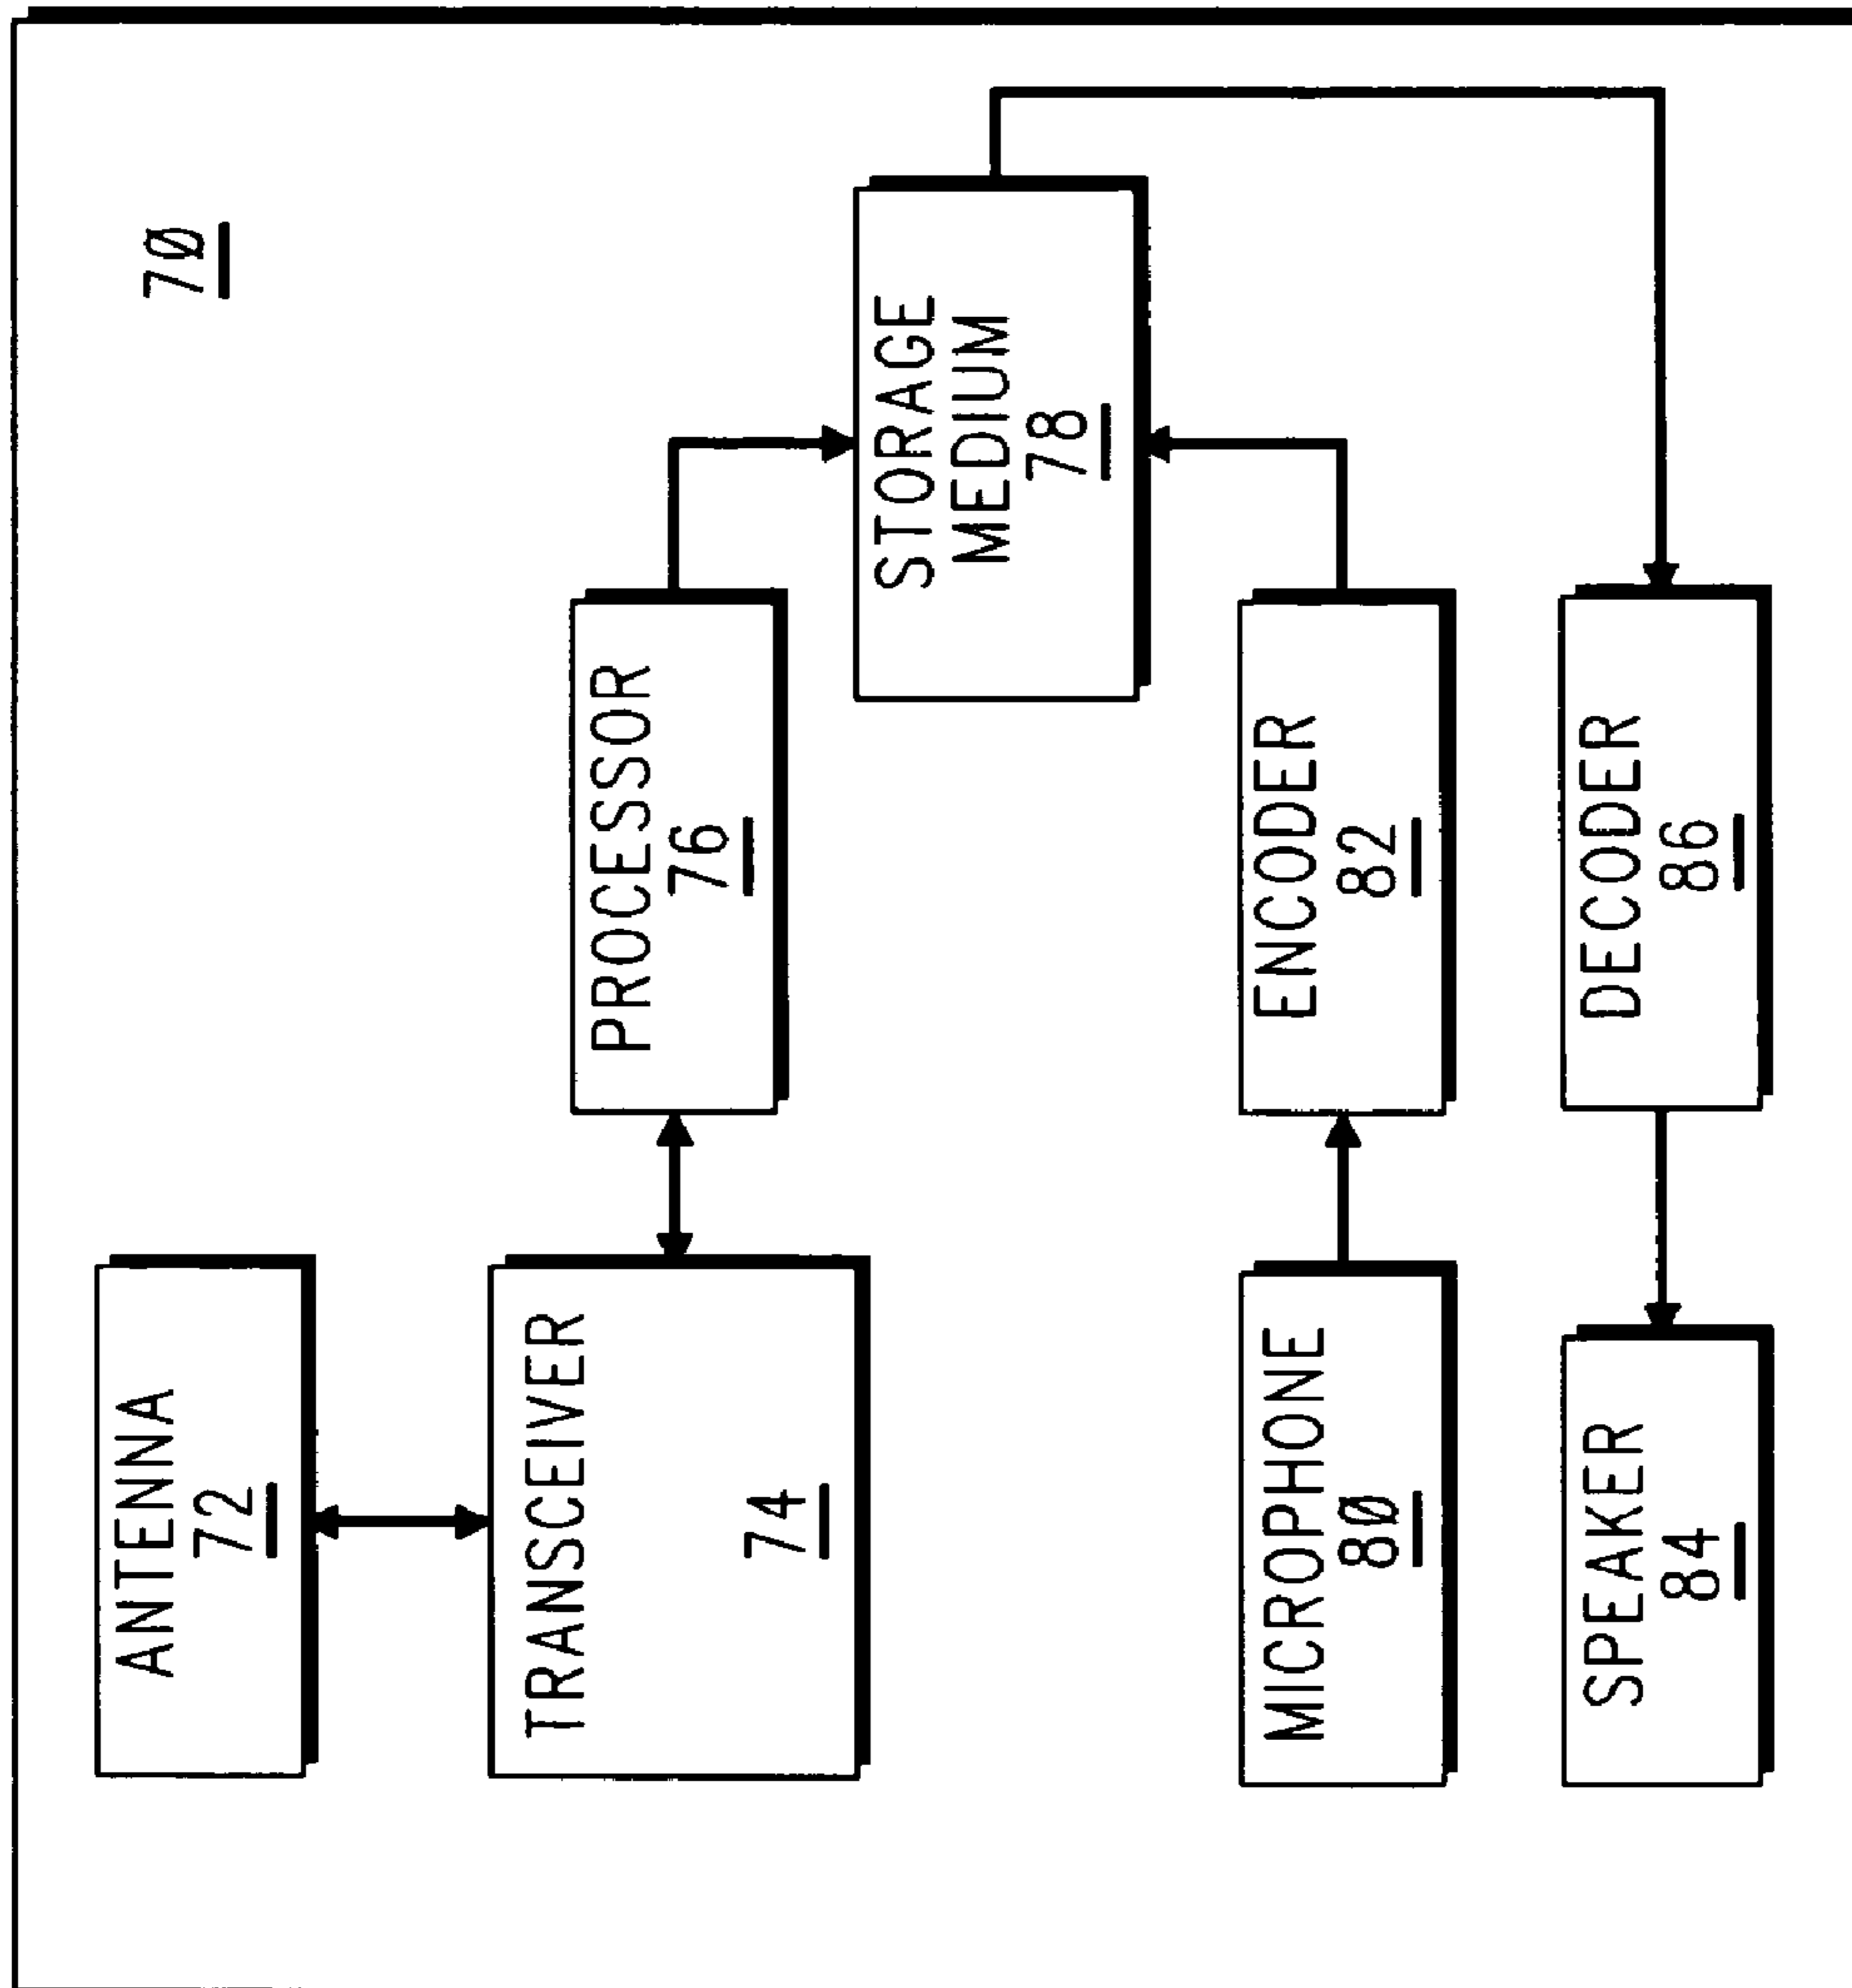 70
ANTENNA
72
TRANSCEIVER
74
PROCESSOR
76
STORAGE
MEDIUM
78
MICROPHONE
80
ENCODER
82
SPEAKER
84
DECODER
86